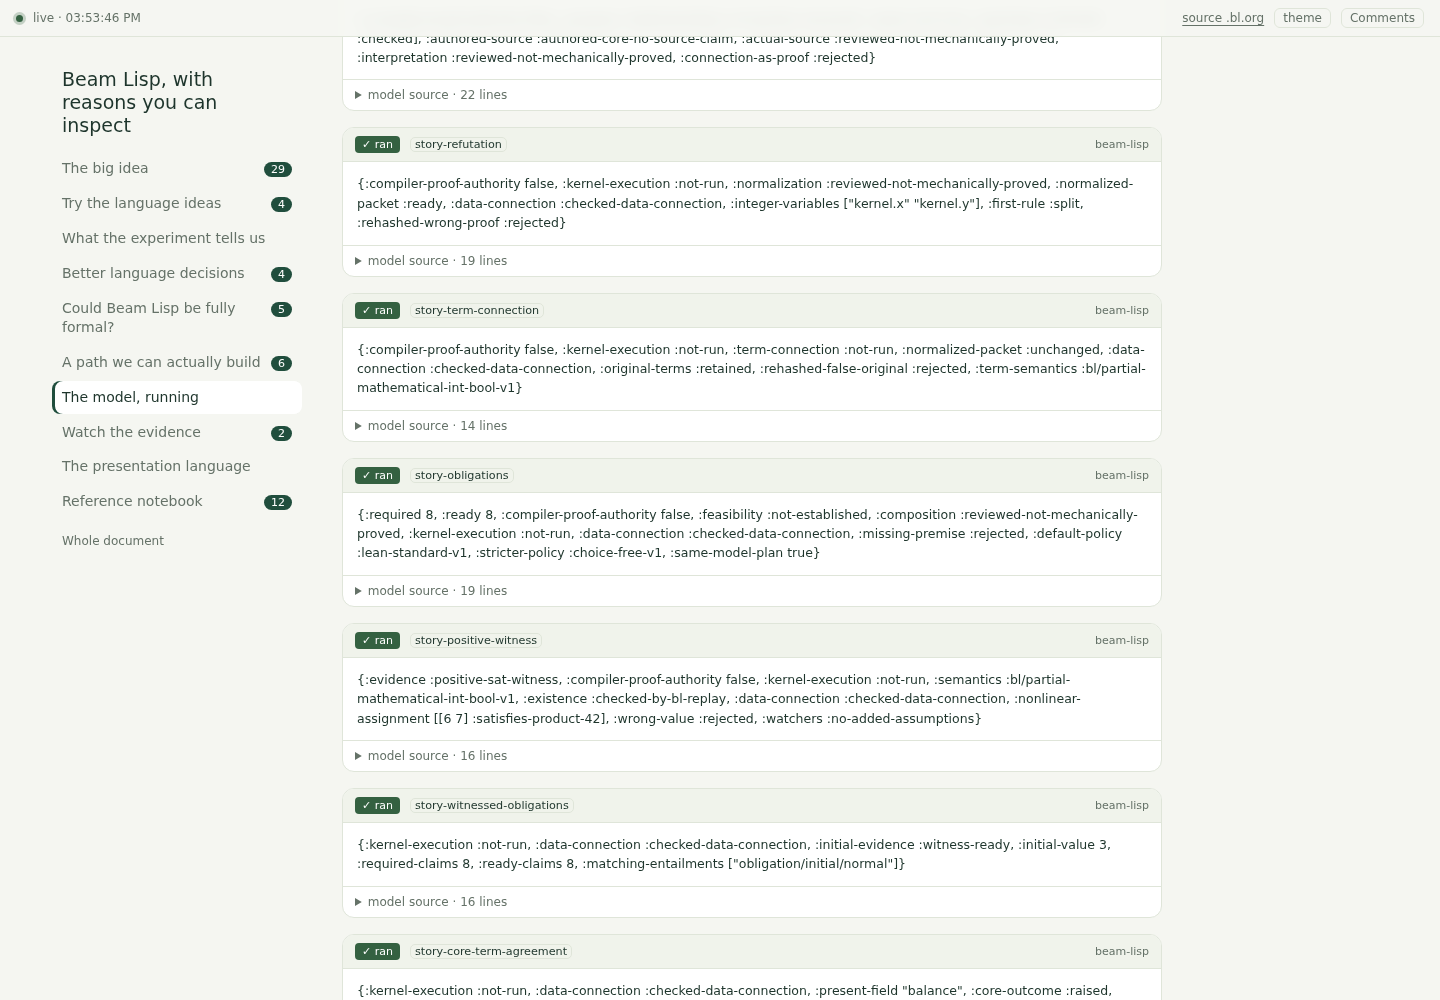 live · 03:53:46 PM
source .bl.org
theme
Comments
Beam Lisp, with
reasons you can
inspect
The big idea 29
Try the language ideas 4
What the experiment tells us
Better language decisions 4
Could Beam Lisp be fully
formal? 5
A path we can actually build 6
The model, running
Watch the evidence 2
The presentation language
Reference notebook 12
Whole document
:checked], :authored-source :authored-core-no-source-claim, :actual-source :reviewed-not-mechanically-proved,
:interpretation :reviewed-not-mechanically-proved, :connection-as-proof :rejected}
▶ model source · 22 lines
✓ ran story-refutation beam-lisp
{:compiler-proof-authority false, :kernel-execution :not-run, :normalization :reviewed-not-mechanically-proved, :normalized-
packet :ready, :data-connection :checked-data-connection, :integer-variables ["kernel.x" "kernel.y"], :first-rule :split,
:rehashed-wrong-proof :rejected}
▶ model source · 19 lines
✓ ran story-term-connection beam-lisp
{:compiler-proof-authority false, :kernel-execution :not-run, :term-connection :not-run, :normalized-packet :unchanged, :data-
connection :checked-data-connection, :original-terms :retained, :rehashed-false-original :rejected, :term-semantics :bl/partial-
mathematical-int-bool-v1}
▶ model source · 14 lines
✓ ran story-obligations beam-lisp
{:required 8, :ready 8, :compiler-proof-authority false, :feasibility :not-established, :composition :reviewed-not-mechanically-
proved, :kernel-execution :not-run, :data-connection :checked-data-connection, :missing-premise :rejected, :default-policy
:lean-standard-v1, :stricter-policy :choice-free-v1, :same-model-plan true}
▶ model source · 19 lines
✓ ran story-positive-witness beam-lisp
{:evidence :positive-sat-witness, :compiler-proof-authority false, :kernel-execution :not-run, :semantics :bl/partial-
mathematical-int-bool-v1, :existence :checked-by-bl-replay, :data-connection :checked-data-connection, :nonlinear-
assignment [[6 7] :satisfies-product-42], :wrong-value :rejected, :watchers :no-added-assumptions}
▶ model source · 16 lines
✓ ran story-witnessed-obligations beam-lisp
{:kernel-execution :not-run, :data-connection :checked-data-connection, :initial-evidence :witness-ready, :initial-value 3,
:required-claims 8, :ready-claims 8, :matching-entailments ["obligation/initial/normal"]}
▶ model source · 16 lines
✓ ran story-core-term-agreement beam-lisp
{:kernel-execution :not-run, :data-connection :checked-data-connection, :present-field "balance", :core-outcome :raised,